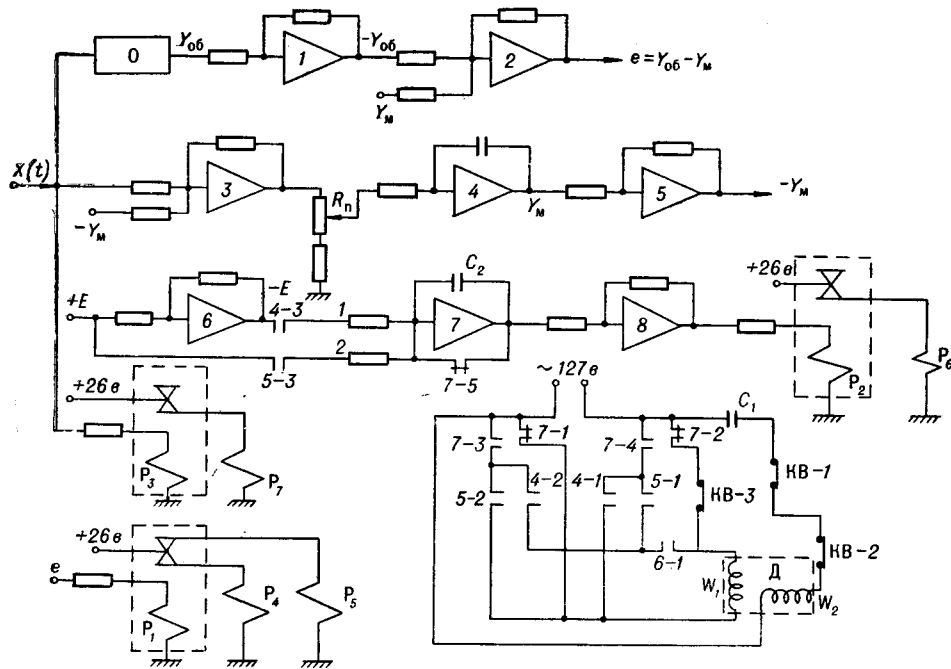 0
Yоб
1
-Yоб
2
e = Yоб - Yм
Yм
x(t)
3
-Yм
Rп
4
Yм
5
-Yм
+E
6
-E
4-3
1
C2
7
8
+26 в
P2
P6
2
5-3
7-5
~127 в
+26 в
P3
P7
7-3
7-1
7-4
7-2
C1
5-2
4-2
4-1
5-1
КВ-3
КВ-1
6-1
КВ-2
W1
Д
W2
+26 в
e
P1
P4
P5